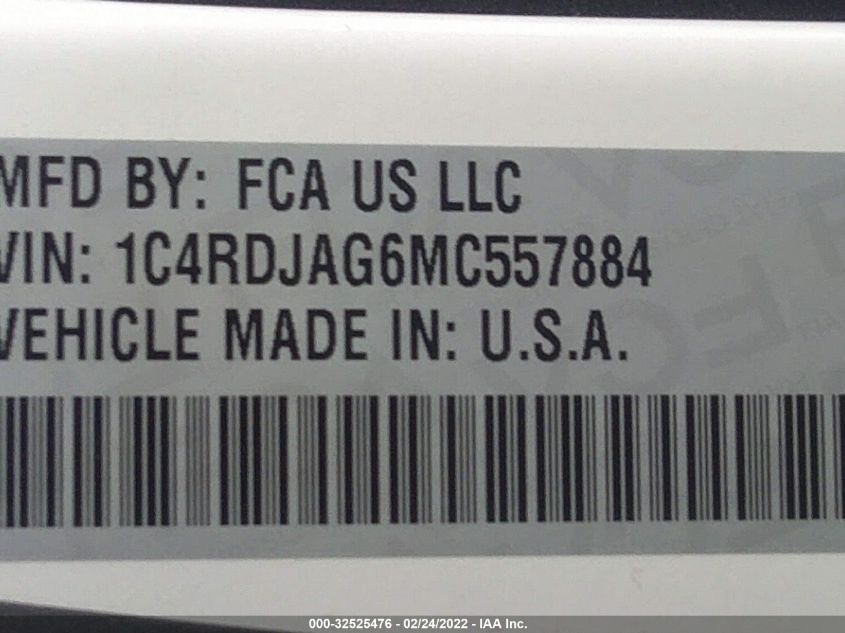 MFD BY: FCA US LLC
VIN: 1C4RDJAG6MC557884
VEHICLE MADE IN: U.S.A.
000-32525476 - 02/24/2022 - IAA Inc.